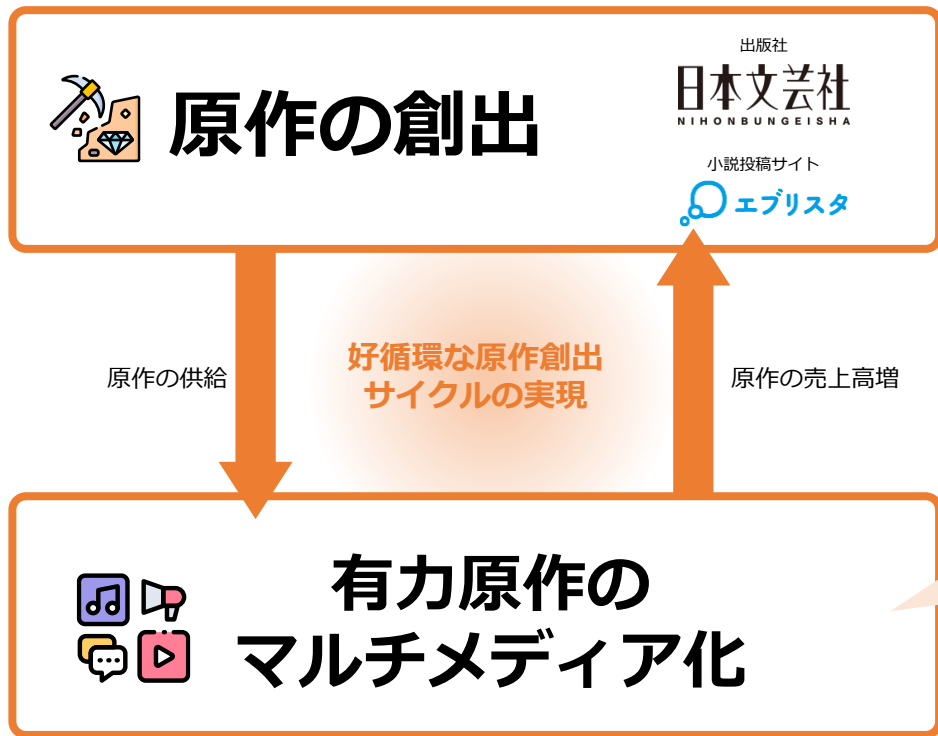 原作の創出
出版社
日本文芸社
NIHONBUNGEISHA
小説投稿サイト
エブリスタ
原作の供給
好循環な原作創出
サイクルの実現
原作の売上高増
有力原作の
マルチメディア化